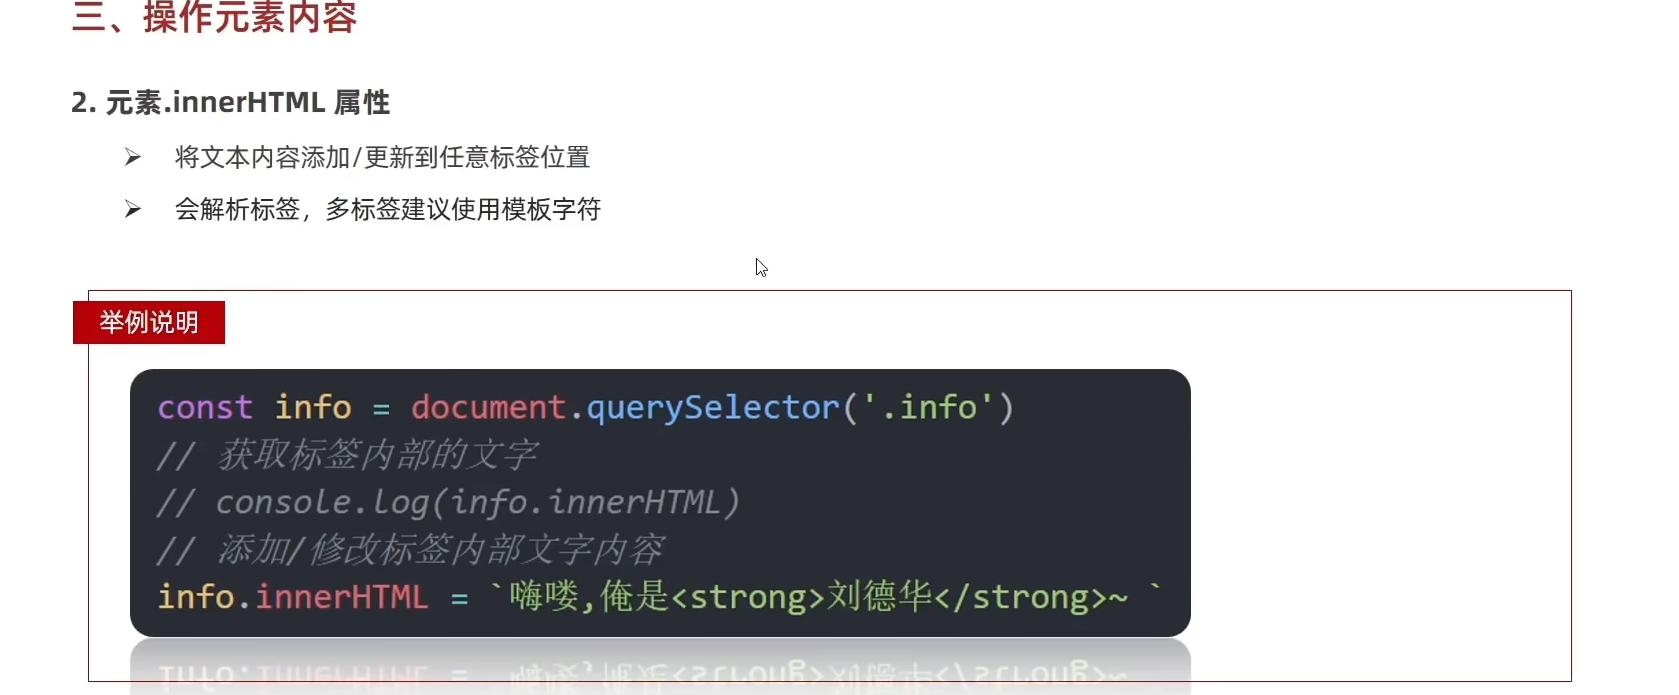 三、操作元素内容
2. 元素.innerHTML 属性
➢ 将文本内容添加/更新到任意标签位置
➢ 会解析标签，多标签建议使用模板字符
举例说明
const info = document.querySelector('.info')
// 获取标签内部的文字
// console.log(info.innerHTML)
// 添加/修改标签内部文字内容
info.innerHTML = `嗨喽,俺是<strong>刘德华</strong>~ `